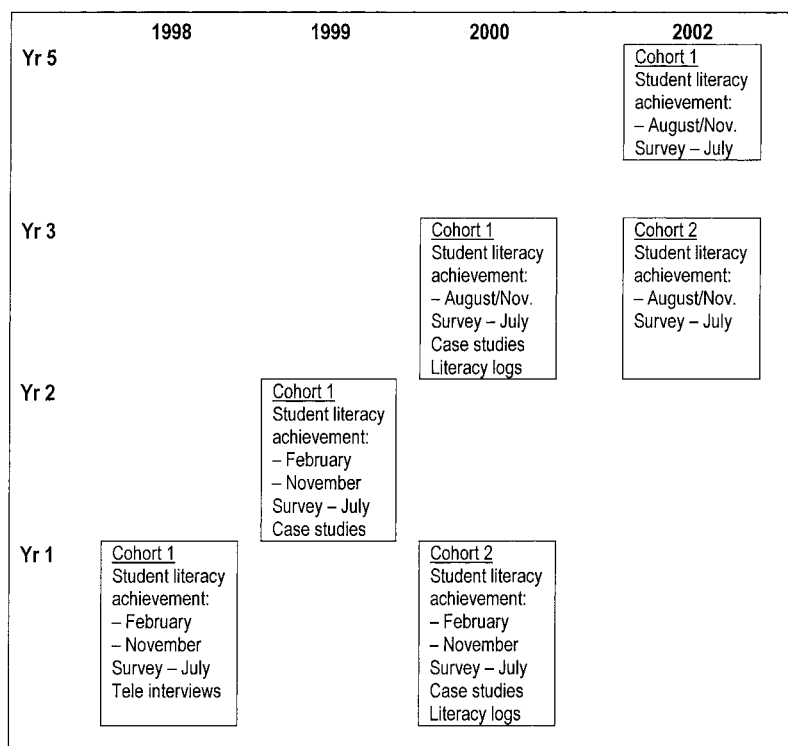 1998 1999 2000 2002
Yr 5
Cohort 1
Student literacy
achievement:
– August/Nov.
Survey – July
Yr 3
Cohort 1
Student literacy
achievement:
– August/Nov.
Survey – July
Case studies
Literacy logs
Cohort 2
Student literacy
achievement:
– August/Nov.
Survey – July
Yr 2
Cohort 1
Student literacy
achievement:
– February
– November
Survey – July
Case studies
Yr 1
Cohort 1
Student literacy
achievement:
– February
– November
Survey – July
Tele interviews
Cohort 2
Student literacy
achievement:
– February
– November
Survey – July
Case studies
Literacy logs